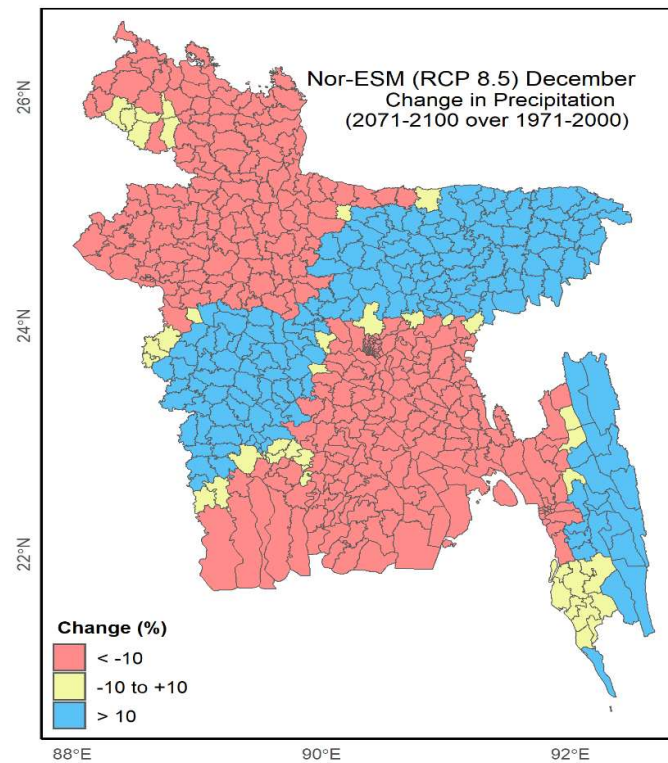 Nor-ESM (RCP 8.5) December
Change in Precipitation
(2071-2100 over 1971-2000)
26°N
24°N
22°N
Change (%)
< -10
-10 to +10
> 10
88°E
90°E
92°E